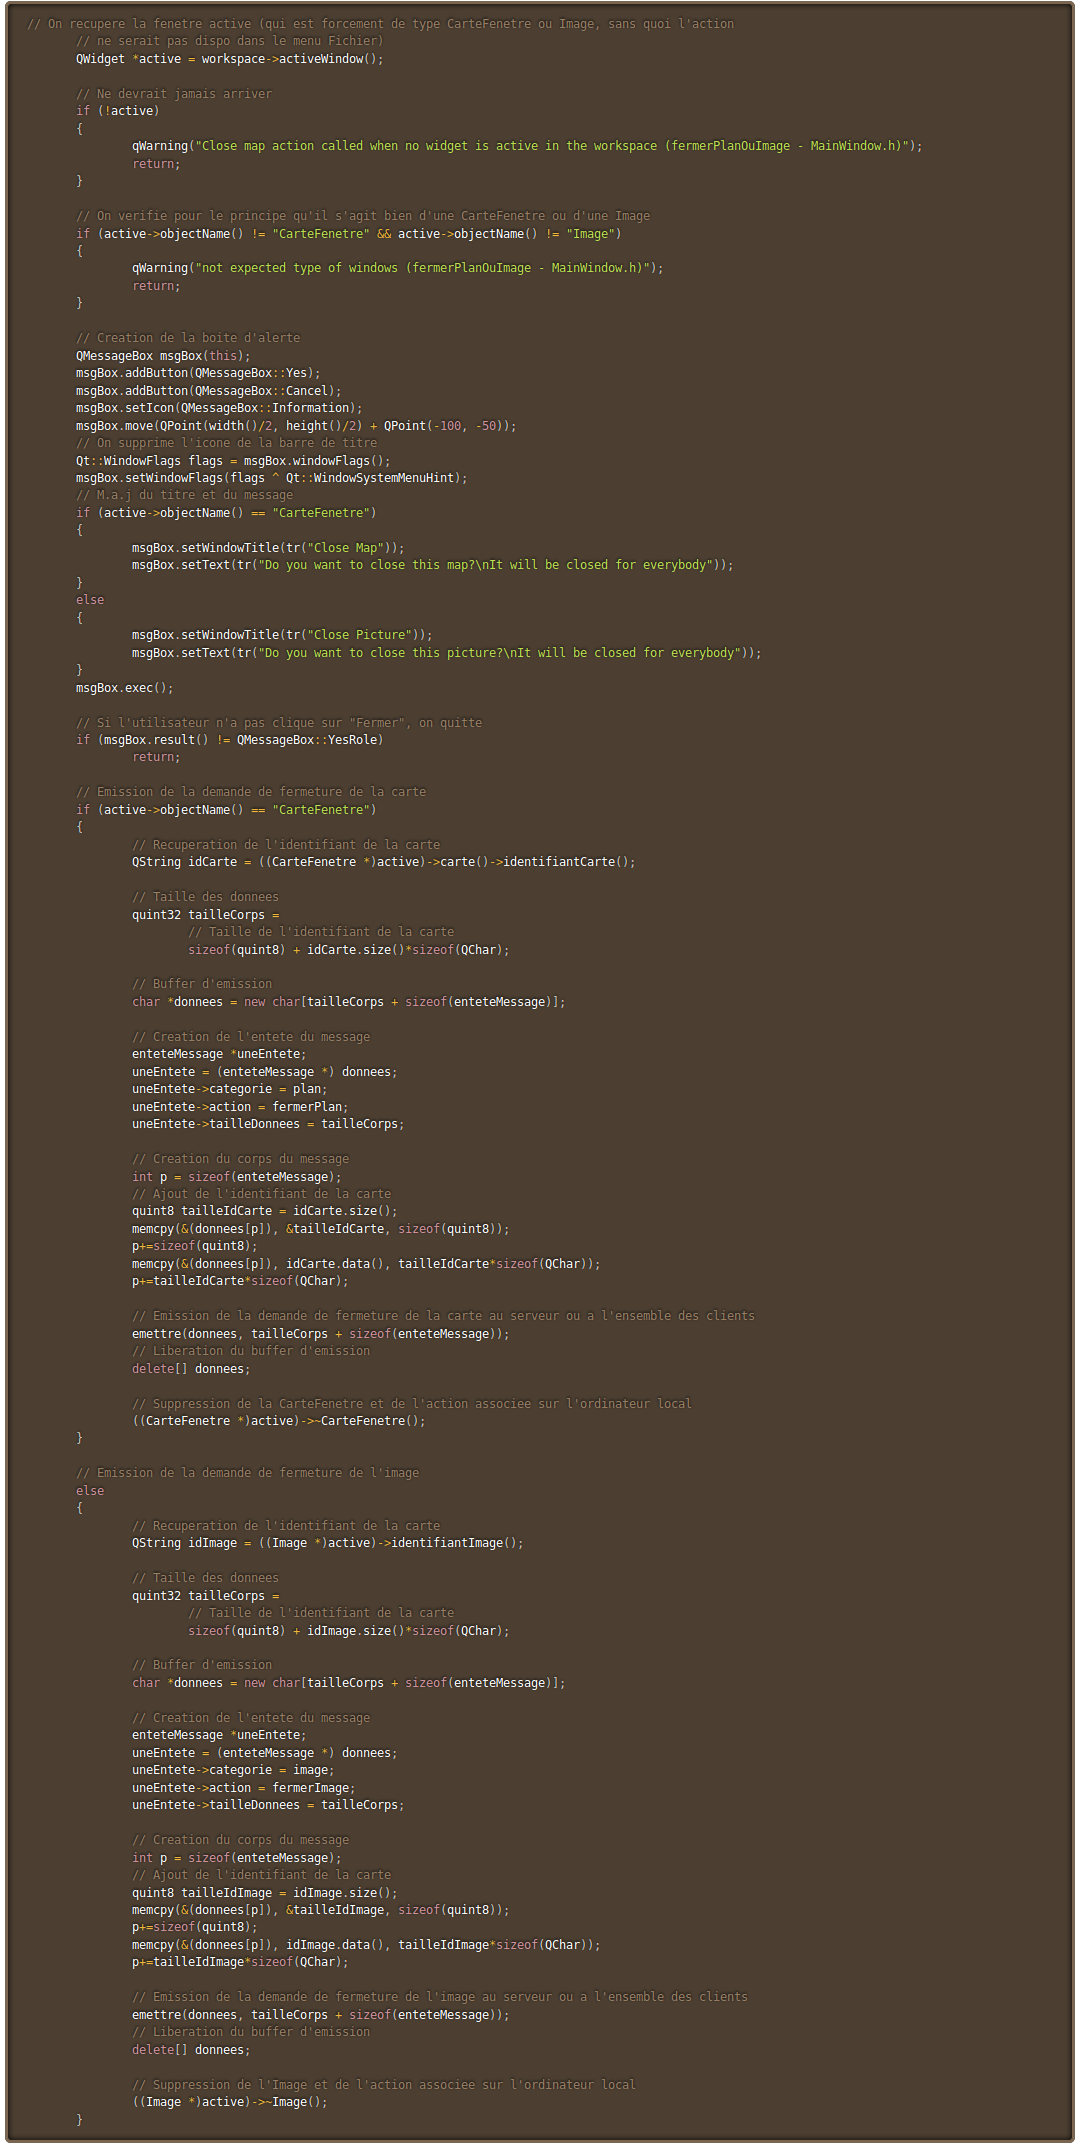 // On recupere la fenetre active (qui est forcement de type CarteFenetre ou Image, sans quoi l'action
// ne serait pas dispo dans le menu Fichier)
QWidget *active = workspace->activeWindow();
// Ne devrait jamais arriver
if (!active)
{
qWarning("Close map action called when no widget is active in the workspace (fermerPlanOuImage - MainWindow.h)");
return;
}
// On verifie pour le principe qu'il s'agit bien d'une CarteFenetre ou d'une Image
if (active->objectName() != "CarteFenetre" && active->objectName() != "Image")
{
qWarning("not expected type of windows (fermerPlanOuImage - MainWindow.h)");
return;
}
// Creation de la boite d'alerte
QMessageBox msgBox(this);
msgBox.addButton(QMessageBox::Yes);
msgBox.addButton(QMessageBox::Cancel);
msgBox.setIcon(QMessageBox::Information);
msgBox.move(QPoint(width()/2, height()/2) + QPoint(-100, -50));
// On supprime l'icone de la barre de titre
Qt::WindowFlags flags = msgBox.windowFlags();
msgBox.setWindowFlags(flags ^ Qt::WindowSystemMenuHint);
// M.a.j du titre et du message
if (active->objectName() == "CarteFenetre")
{
msgBox.setWindowTitle(tr("Close Map"));
msgBox.setText(tr("Do you want to close this map?\nIt will be closed for everybody"));
}
else
{
msgBox.setWindowTitle(tr("Close Picture"));
msgBox.setText(tr("Do you want to close this picture?\nIt will be closed for everybody"));
}
msgBox.exec();
// Si l'utilisateur n'a pas clique sur "Fermer", on quitte
if (msgBox.result() != QMessageBox::YesRole)
return;
// Emission de la demande de fermeture de la carte
if (active->objectName() == "CarteFenetre")
{
// Recuperation de l'identifiant de la carte
QString idCarte = ((CarteFenetre *)active)->carte()->identifiantCarte();
// Taille des donnees
quint32 tailleCorps =
// Taille de l'identifiant de la carte
sizeof(quint8) + idCarte.size()*sizeof(QChar);
// Buffer d'emission
char *donnees = new char[tailleCorps + sizeof(enteteMessage)];
// Creation de l'entete du message
enteteMessage *uneEntete;
uneEntete = (enteteMessage *) donnees;
uneEntete->categorie = plan;
uneEntete->action = fermerPlan;
uneEntete->tailleDonnees = tailleCorps;
// Creation du corps du message
int p = sizeof(enteteMessage);
// Ajout de l'identifiant de la carte
quint8 tailleIdCarte = idCarte.size();
memcpy(&(donnees[p]), &tailleIdCarte, sizeof(quint8));
p+=sizeof(quint8);
memcpy(&(donnees[p]), idCarte.data(), tailleIdCarte*sizeof(QChar));
p+=tailleIdCarte*sizeof(QChar);
// Emission de la demande de fermeture de la carte au serveur ou a l'ensemble des clients
emettre(donnees, tailleCorps + sizeof(enteteMessage));
// Liberation du buffer d'emission
delete[] donnees;
// Suppression de la CarteFenetre et de l'action associee sur l'ordinateur local
((CarteFenetre *)active)->~CarteFenetre();
}
// Emission de la demande de fermeture de l'image
else
{
// Recuperation de l'identifiant de la carte
QString idImage = ((Image *)active)->identifiantImage();
// Taille des donnees
quint32 tailleCorps =
// Taille de l'identifiant de la carte
sizeof(quint8) + idImage.size()*sizeof(QChar);
// Buffer d'emission
char *donnees = new char[tailleCorps + sizeof(enteteMessage)];
// Creation de l'entete du message
enteteMessage *uneEntete;
uneEntete = (enteteMessage *) donnees;
uneEntete->categorie = image;
uneEntete->action = fermerImage;
uneEntete->tailleDonnees = tailleCorps;
// Creation du corps du message
int p = sizeof(enteteMessage);
// Ajout de l'identifiant de la carte
quint8 tailleIdImage = idImage.size();
memcpy(&(donnees[p]), &tailleIdImage, sizeof(quint8));
p+=sizeof(quint8);
memcpy(&(donnees[p]), idImage.data(), tailleIdImage*sizeof(QChar));
p+=tailleIdImage*sizeof(QChar);
// Emission de la demande de fermeture de l'image au serveur ou a l'ensemble des clients
emettre(donnees, tailleCorps + sizeof(enteteMessage));
// Liberation du buffer d'emission
delete[] donnees;
// Suppression de l'Image et de l'action associee sur l'ordinateur local
((Image *)active)->~Image();
}